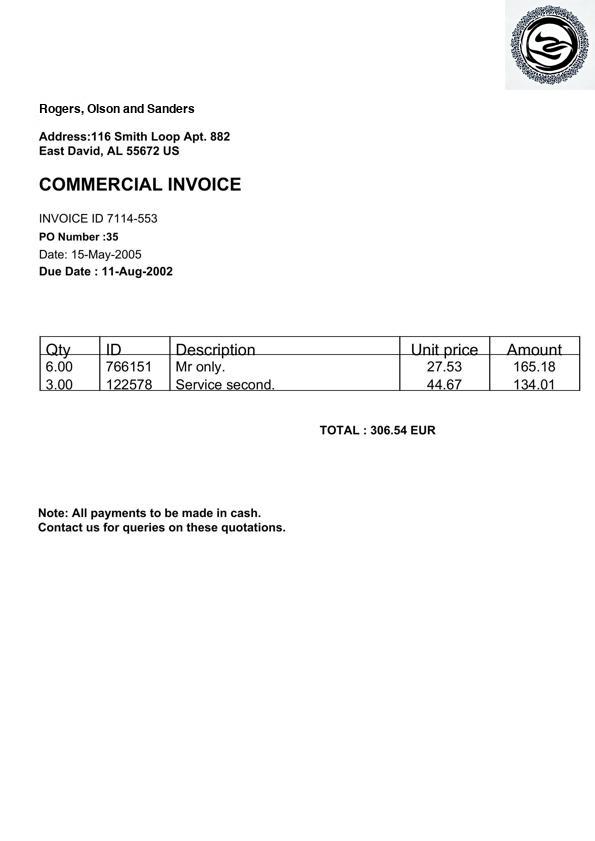 Rogers, Olson and Sanders
Address:116 Smith Loop Apt. 882
East David, AL 55672 US
COMMERCIAL INVOICE
INVOICE ID 7114-553
PO Number :35
Date: 15-May-2005
Due Date : 11-Aug-2002
Qty ID Description Unit price Amount
6.00 766151 Mr only. 27.53 165.18
3.00 122578 Service second. 44.67 134.01
TOTAL : 306.54 EUR
Note: All payments to be made in cash.
Contact us for queries on these quotations.